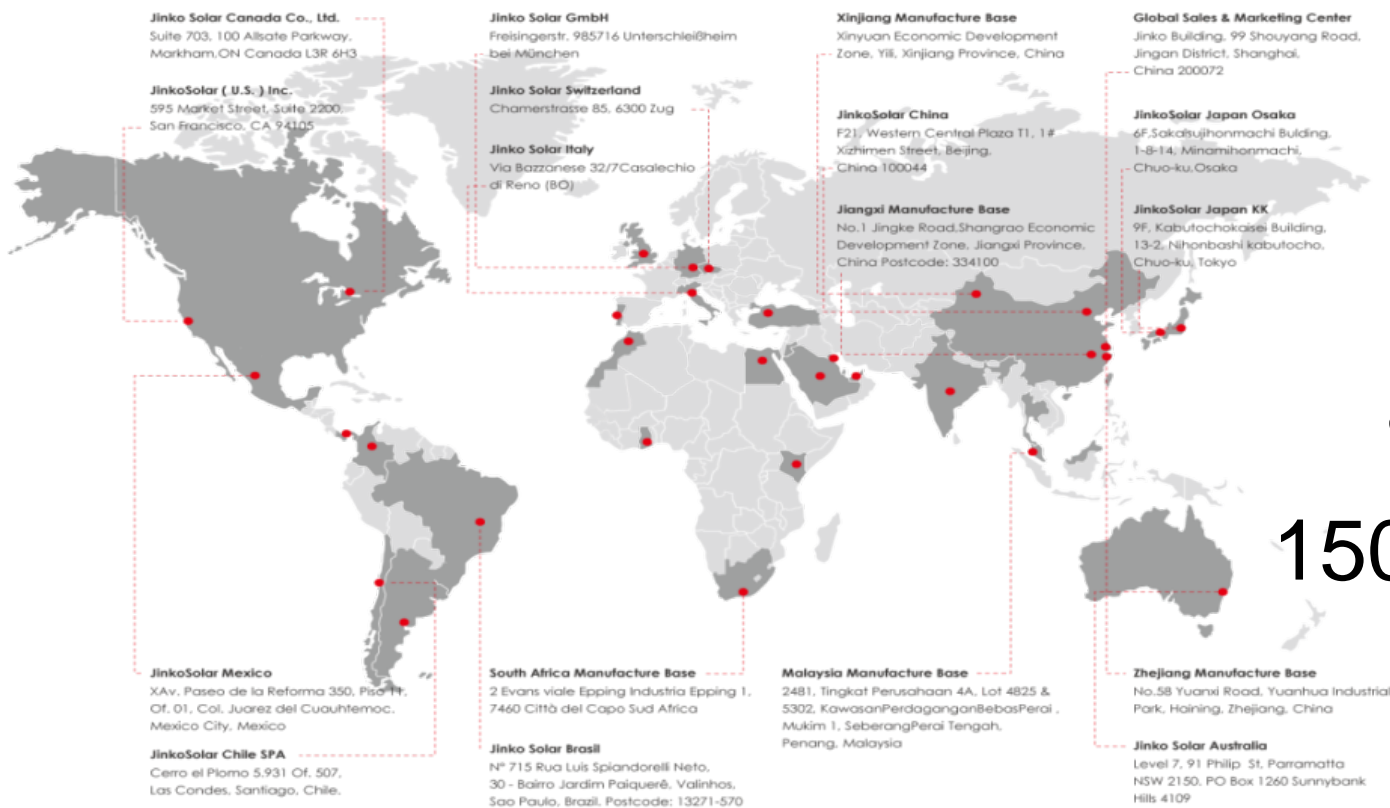 Jinko Solar Canada Co., Ltd.
Suite 703, 100 Allsate Parkway,
Markham,ON Canada L3R 6H3
JinkoSolar ( U.S. ) Inc.
595 Market Street, Suite 2200,
San Francisco, CA 94105
Jinko Solar GmbH
Freisingerstr. 985716 Unterschleißheim
bei München
Jinko Solar Switzerland
Chamerstrasse 85, 6300 Zug
Jinko Solar Italy
Via Bazzanese 32/7Casalechio
di Reno (BO)
Xinjiang Manufacture Base
Xinyuan Economic Development
Zone, Yili, Xinjiang Province, China
JinkoSolar China
F21, Western Central Plaza T1, 1#
Xizhimen Street, Beijing,
China 100044
Jiangxi Manufacture Base
No.1 Jingke Road,Shangrao Economic
Development Zone, Jiangxi Province,
China Postcode: 334100
Global Sales & Marketing Center
Jinko Building, 99 Shouyang Road,
Jingan District, Shanghai,
China 200072
JinkoSolar Japan Osaka
6F,Sakaisujihonmachi Bulding,
1-8-14, Minamihonmachi,
Chuo-ku,Osaka
JinkoSolar Japan KK
9F, Kabutochokaisei Building,
13-2, Nihonbashi kabutocho,
Chuo-ku, Tokyo
150
JinkoSolar Mexico
XAv. Paseo de la Reforma 350, Piso 11,
Of. 01, Col. Juarez del Cuauhtemoc,
Mexico City, Mexico
JinkoSolar Chile SPA
Cerro el Plomo 5.931 Of. 507,
Las Condes, Santiago, Chile.
South Africa Manufacture Base
2 Evans viale Epping Industria Epping 1,
7460 Città del Capo Sud Africa
Jinko Solar Brasil
N° 715 Rua Luis Spiandorelli Neto,
30 - Bairro Jardim Paiquerê, Valinhos,
Sao Paulo, Brazil. Postcode: 13271-570
Malaysia Manufacture Base
2481, Tingkat Perusahaan 4A, Lot 4825 &
5302, KawasanPerdaganganBebasPerai ,
Mukim 1, SeberangPerai Tengah,
Penang, Malaysia
Zhejiang Manufacture Base
No.58 Yuanxi Road, Yuanhua Industrial
Park, Haining, Zhejiang, China
Jinko Solar Australia
Level 7, 91 Philip St, Parramatta
NSW 2150, PO Box 1260 Sunnybank
Hills 4109